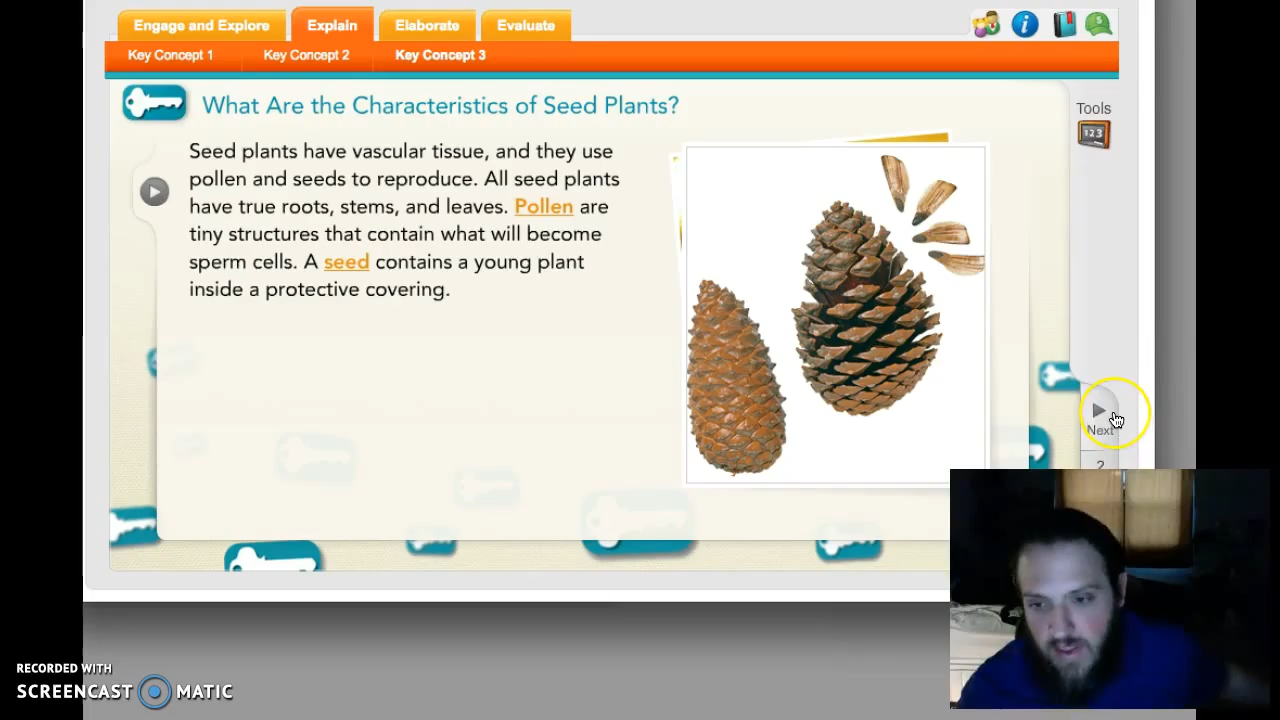 Engage and Explore Explain Elaborate Evaluate
Key Concept 1 Key Concept 2 Key Concept 3
What Are the Characteristics of Seed Plants?
Tools
123
Seed plants have vascular tissue, and they use
pollen and seeds to reproduce. All seed plants
have true roots, stems, and leaves. Pollen are
tiny structures that contain what will become
sperm cells. A seed contains a young plant
inside a protective covering.
Next
2
RECORDED WITH
SCREENCAST MATIC